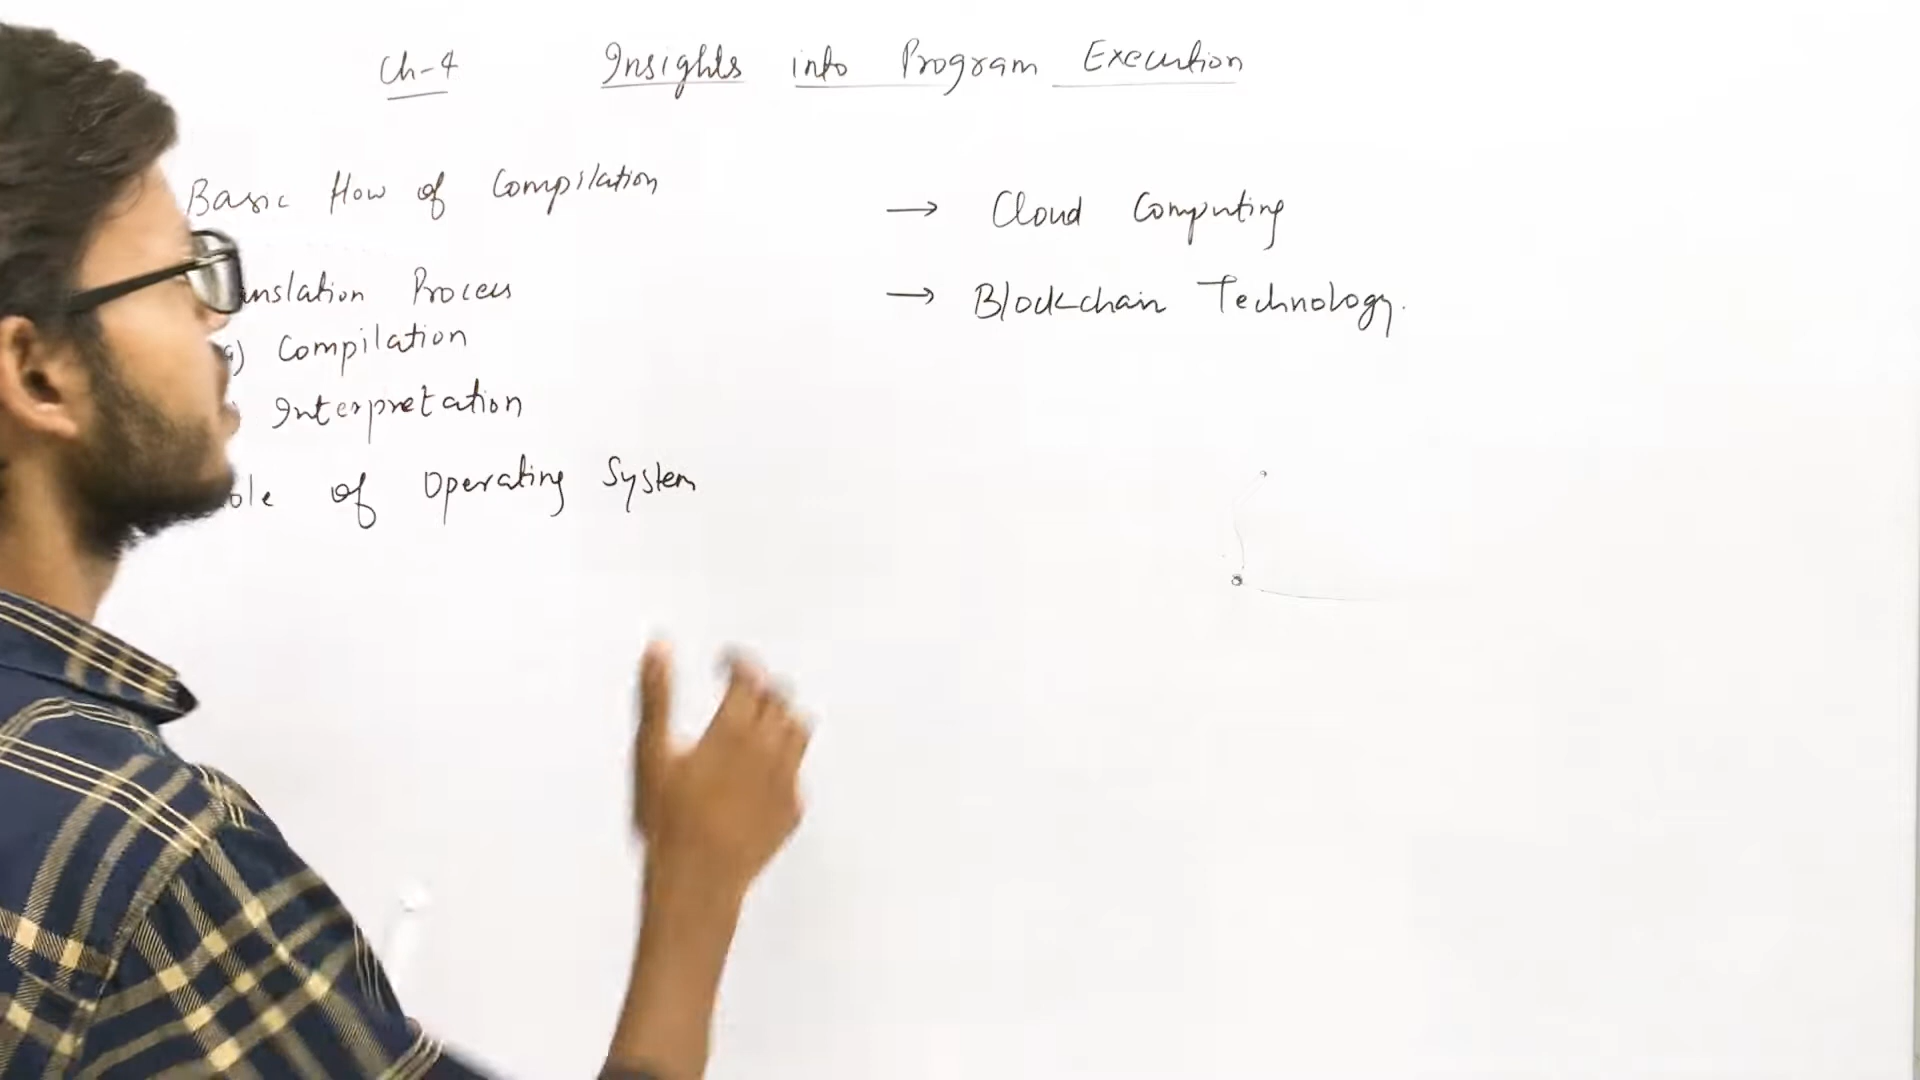 Ch-4 Insights into Program Execution
Basic flow of Compilation
Process
Compilation
Interpretation
of Operating System
→ Cloud Computing
→ Blockchain Technology.